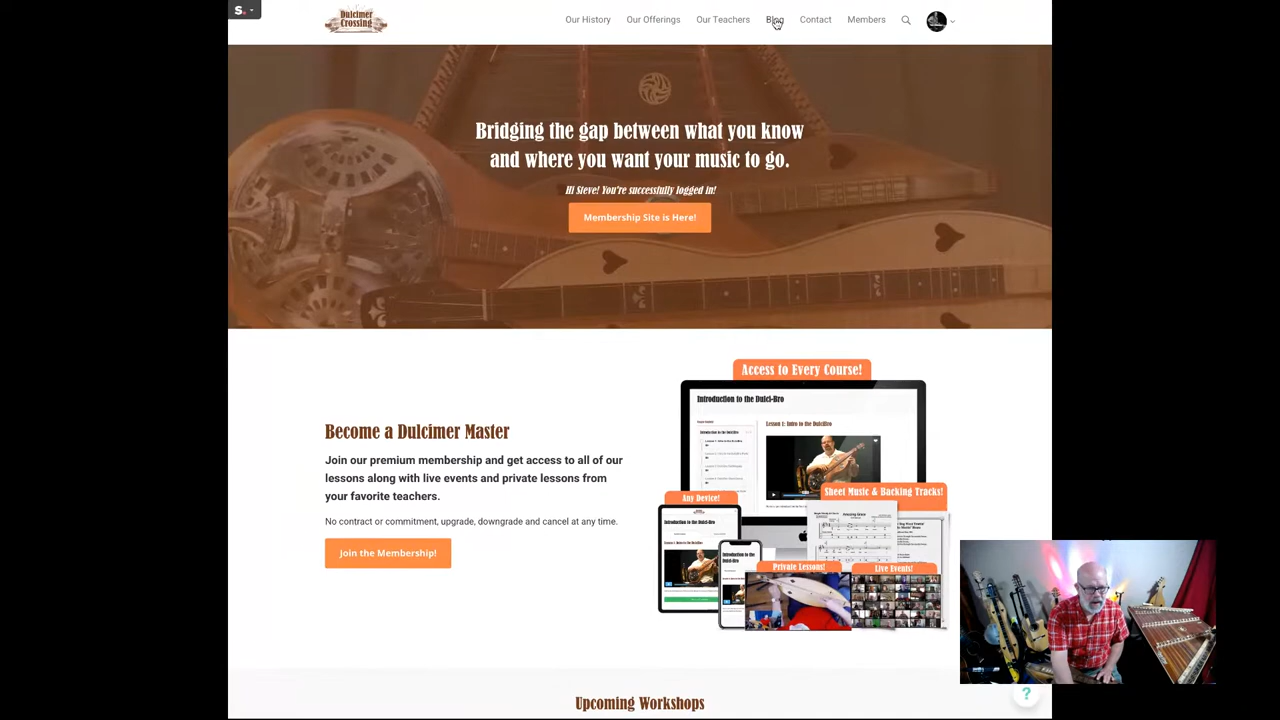 S.
Dulcimer
Crossing
Our History Our Offerings Our Teachers Blog Contact Members
Bridging the gap between what you know
and where you want your music to go.
Hi Steve! You're successfully logged in!
Membership Site is Here!
Become a Dulcimer Master
Join our premium membership and get access to all of our
lessons along with live events and private lessons from
your favorite teachers.
No contract or commitment, upgrade, downgrade and cancel at any time.
Join the Membership!
Access to Every Course!
Introduction to the Dulci-Bro
Lesson 1: Intro to the DulciBro
Introduction to the Dulci-Bro
Sheet Music & Backing Tracks!
Any Device!
Introduction to the Dulci-Bro
Amazing Grace
Private Lessons!
Live Events!
Upcoming Workshops
?